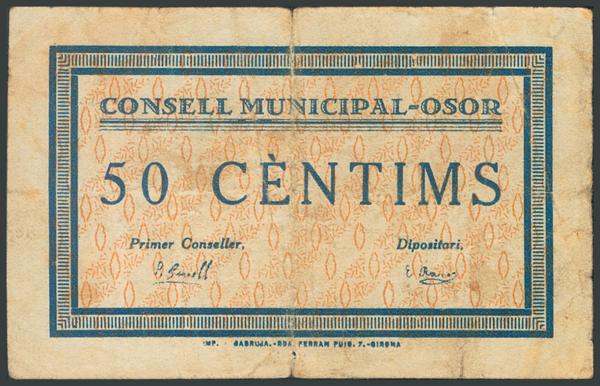 CONSELL MUNICIPAL-OSOR
50 CÈNTIMS
Primer Conseller, Dipositari,
IMP. GABRUJA.-RDA. FERRAN PUIG, 7.-GIRONA